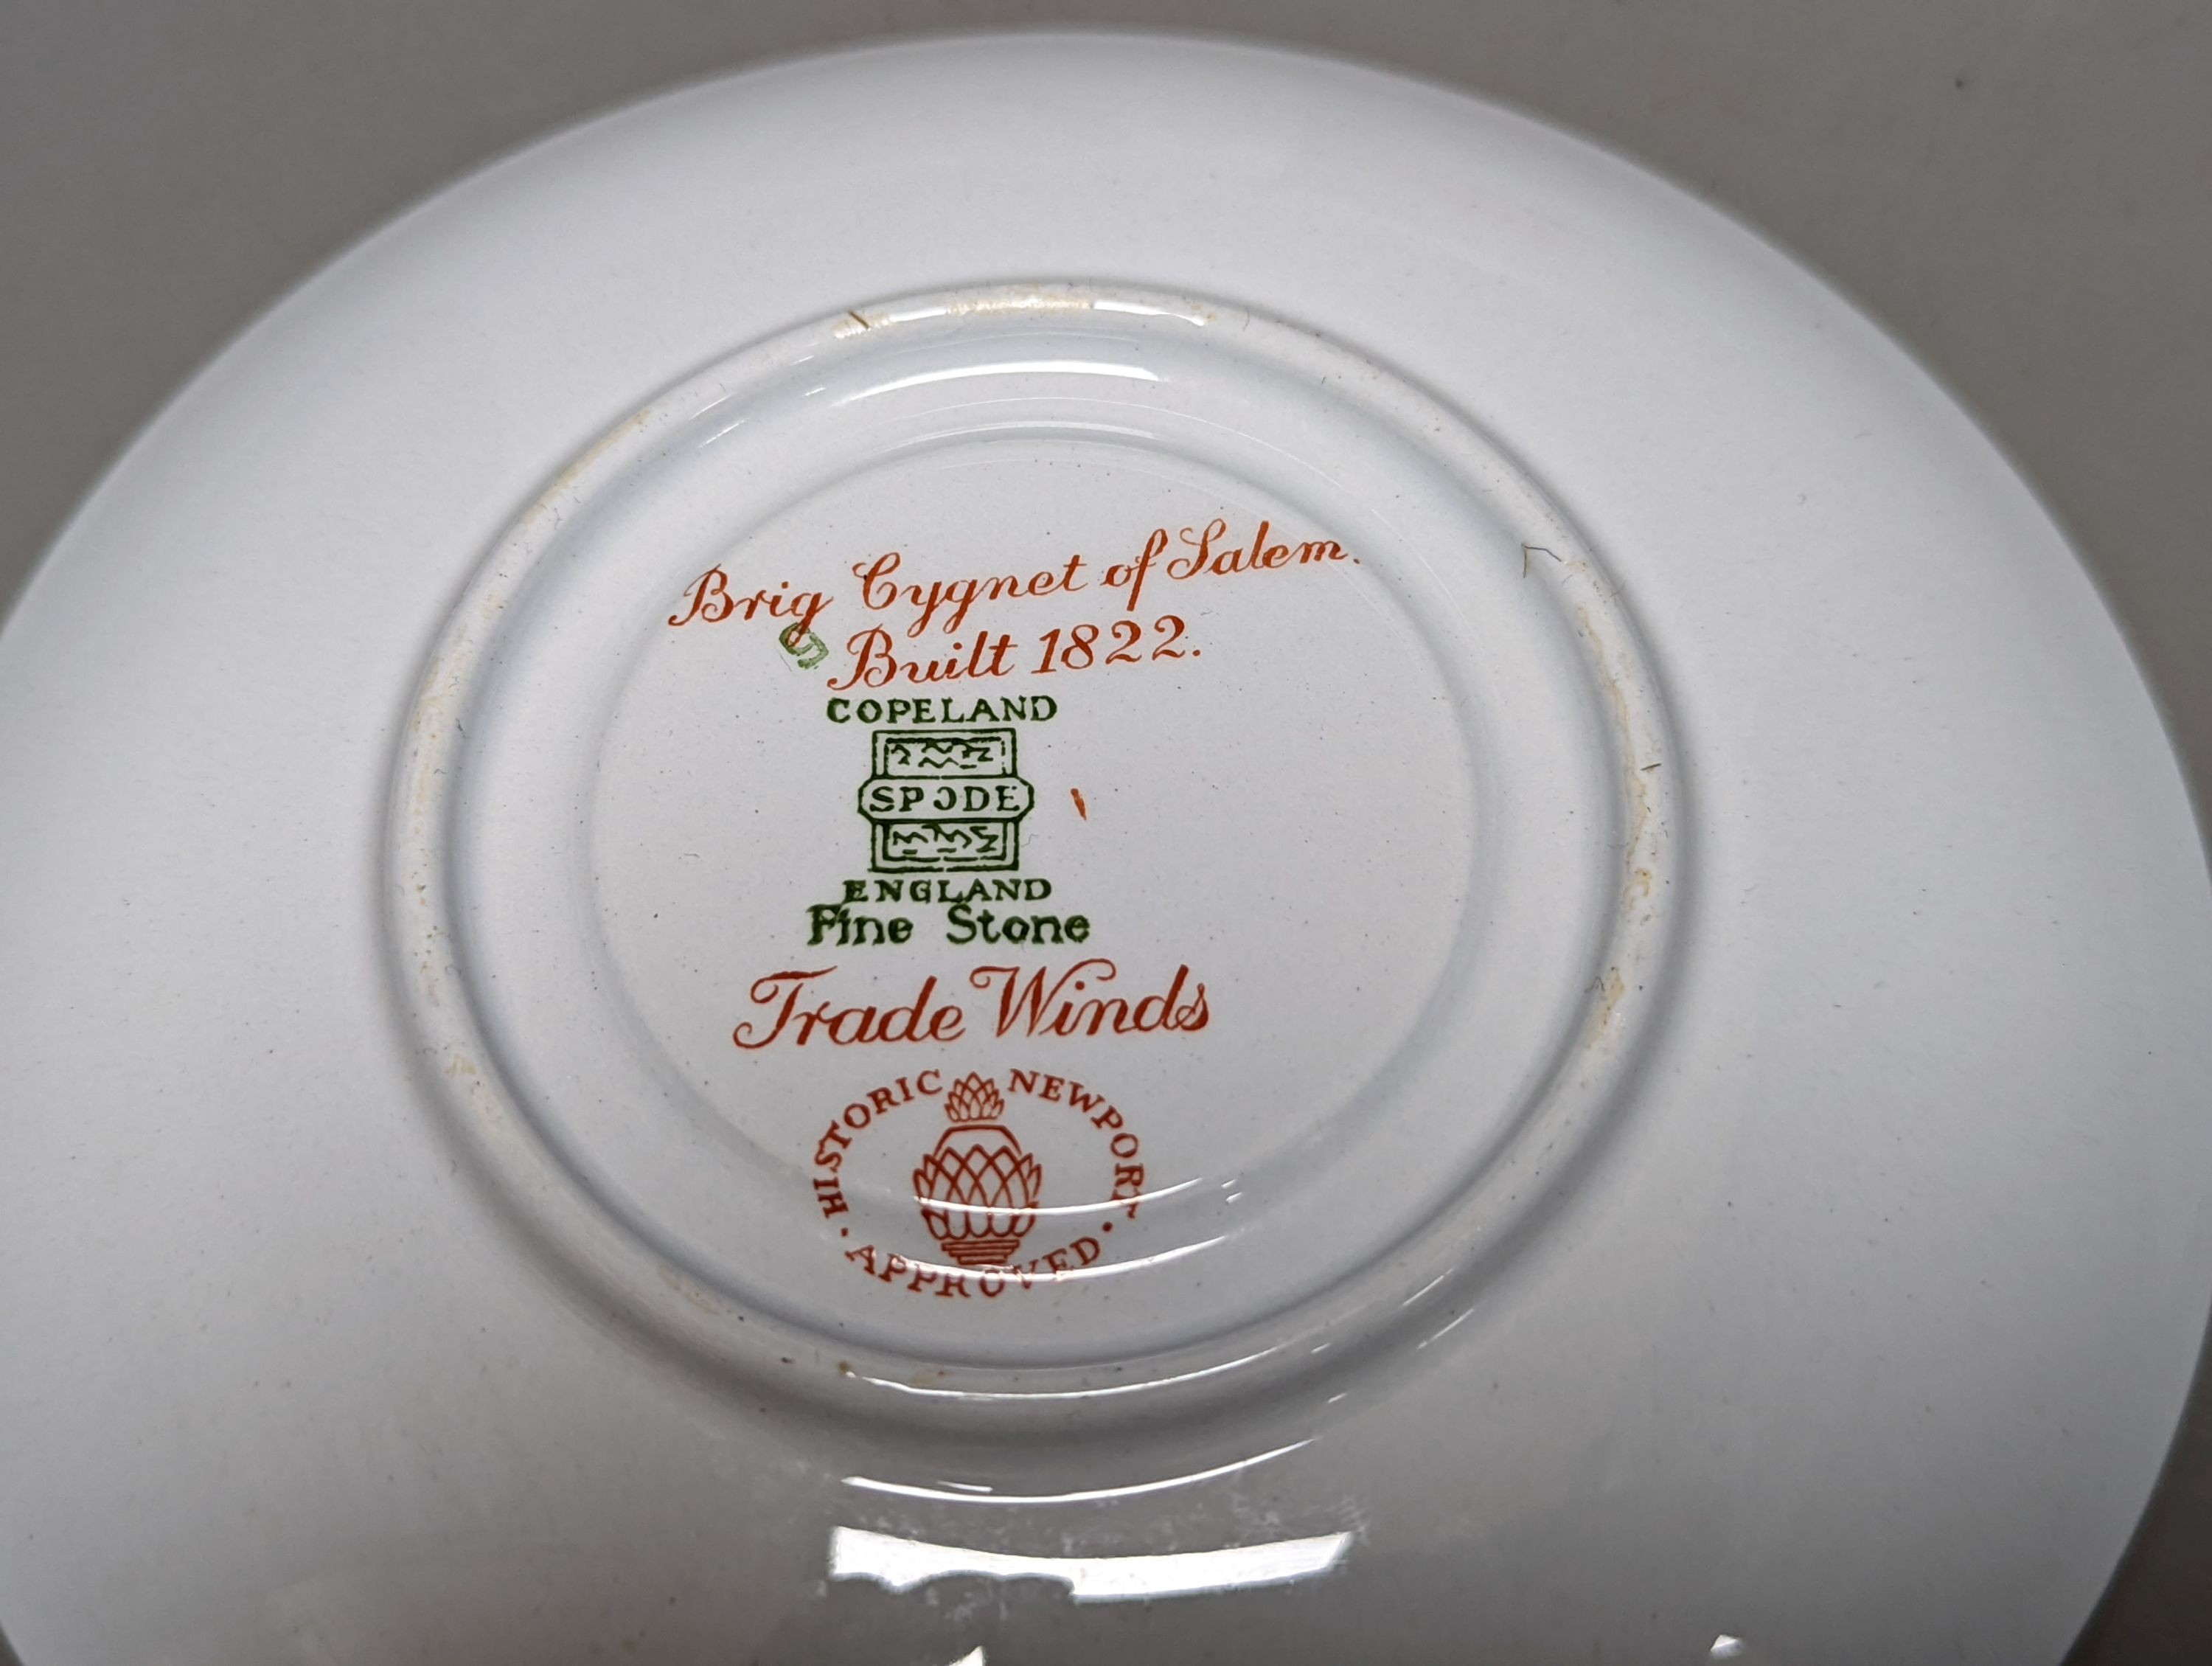 Brig Cygnet of Salem.
Built 1822.
COPELAND
SPODE
ENGLAND
Fine Stone
Trade Winds
HISTORIC NEWPORT
· APPROVED ·